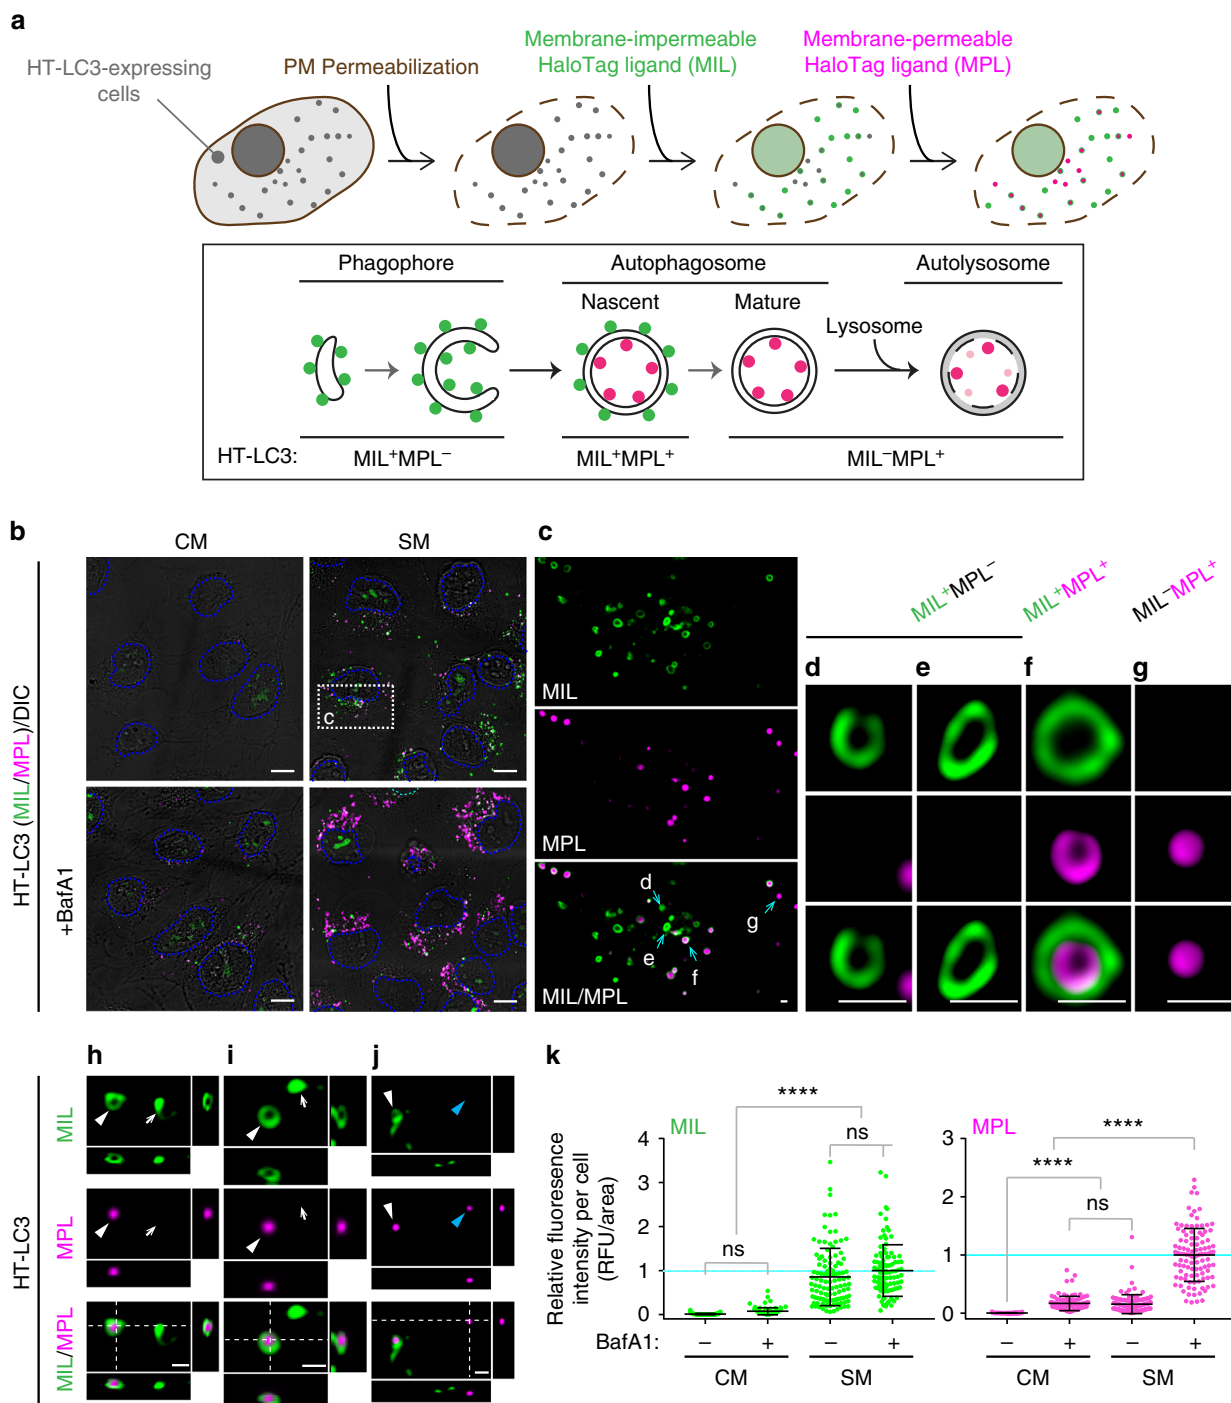 a
HT-LC3-expressing
cells
PM Permeabilization
Membrane-impermeable
HaloTag ligand (MIL)
Membrane-permeable
HaloTag ligand (MPL)
Phagophore
Autophagosome
Autolysosome
Nascent
Mature
Lysosome
HT-LC3:
MIL⁺MPL⁻
MIL⁺MPL⁺
MIL⁻MPL⁺
b
CM
SM
HT-LC3 (MIL/MPL)/DIC
+BafA1
c
c
MIL
MPL
MIL/MPL
d
e
f
g
MIL⁺MPL⁻
MIL⁺MPL⁺
MIL⁻MPL⁺
d
e
f
g
h
i
j
HT-LC3
MIL
MPL
MIL/MPL
k
Relative fluoresence
intensity per cell
(RFU/area)
MIL
4
3
2
1
0
ns
ns
****
BafA1:
–
+
–
+
CM
SM
MPL
3
2
1
0
****
****
ns
–
+
–
+
CM
SM